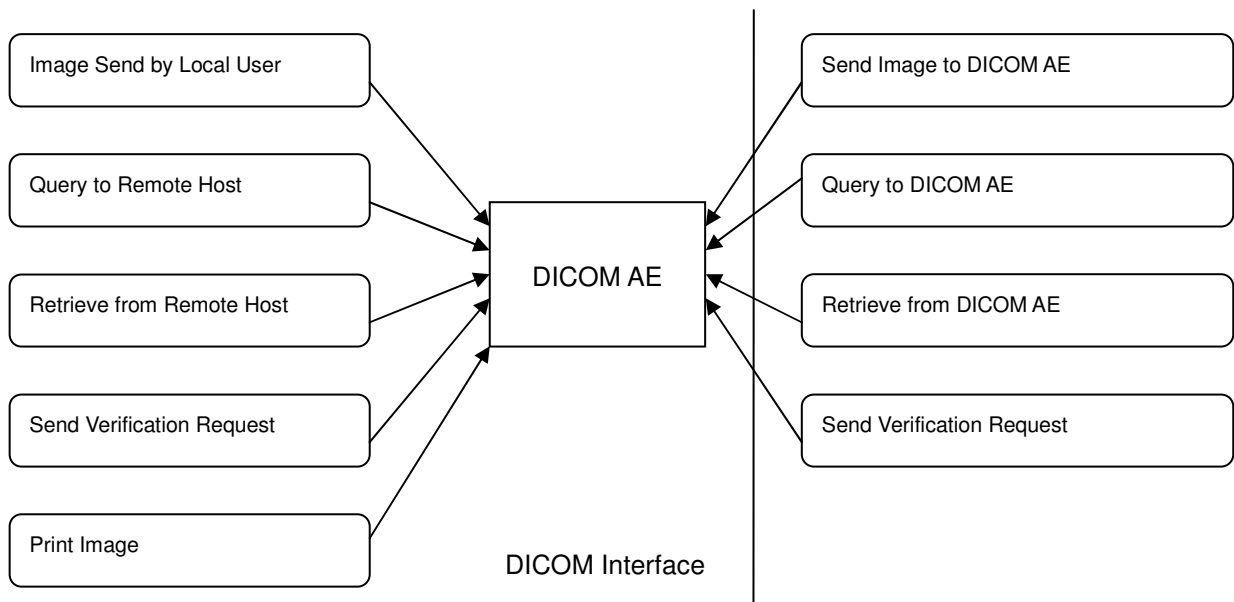 Image Send by Local User
Query to Remote Host
Retrieve from Remote Host
Send Verification Request
Print Image
DICOM AE
DICOM Interface
Send Image to DICOM AE
Query to DICOM AE
Retrieve from DICOM AE
Send Verification Request